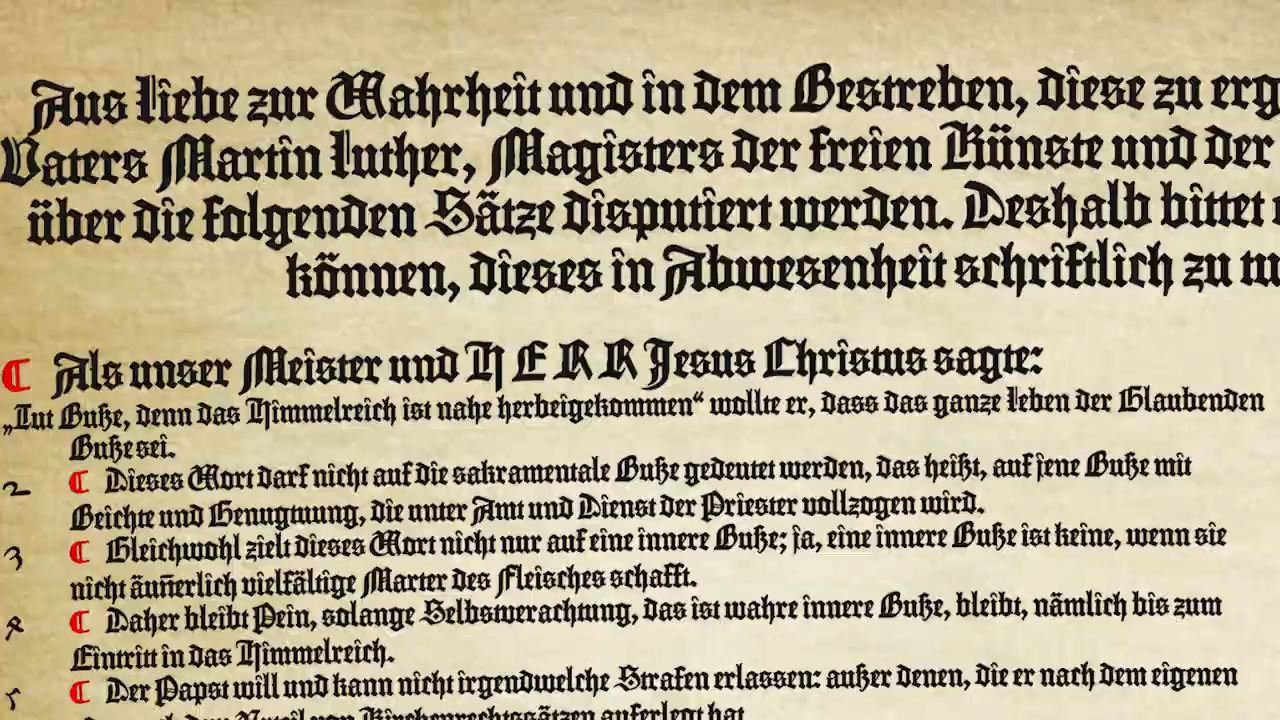 Aus Liebe zur Wahrheit und in dem Bestreben, diese zu erg
Vaters Martin Luther, Magisters der freien Künste und der
über die folgenden Sätze disputiert werden. Deshalb bittet
können, dieses in Abwesenheit schriftlich zu
Als unser Meister und HERR Jesus Christus sagte:
„Tut Buße, denn das Himmelreich ist nahe herbeigekommen“ wollte er, dass das ganze Leben der Glaubenden
Buße sei.
2 Dieses Wort darf nicht auf die sakramentale Buße gedeutet werden, das heißt, auf jene Buße mit
Beichte und Genugtuung, die unter Amt und Dienst der Priester vollzogen wird.
3 Gleichwohl zielt dieses Wort nicht nur auf eine innere Buße; ja, eine innere Buße ist keine, wenn sie
nicht äußerlich vielfältige Marter des Fleisches schafft.
4 Daher bleibt Pein, solange Selbstverachtung, das ist wahre innere Buße, bleibt, nämlich bis zum
Eintritt in das Himmelreich.
5 Der Papst will und kann nicht irgendwelche Strafen erlassen: außer denen, die er nach dem eigenen
Urteil von Kirchenrechtssätzen auferlegt hat